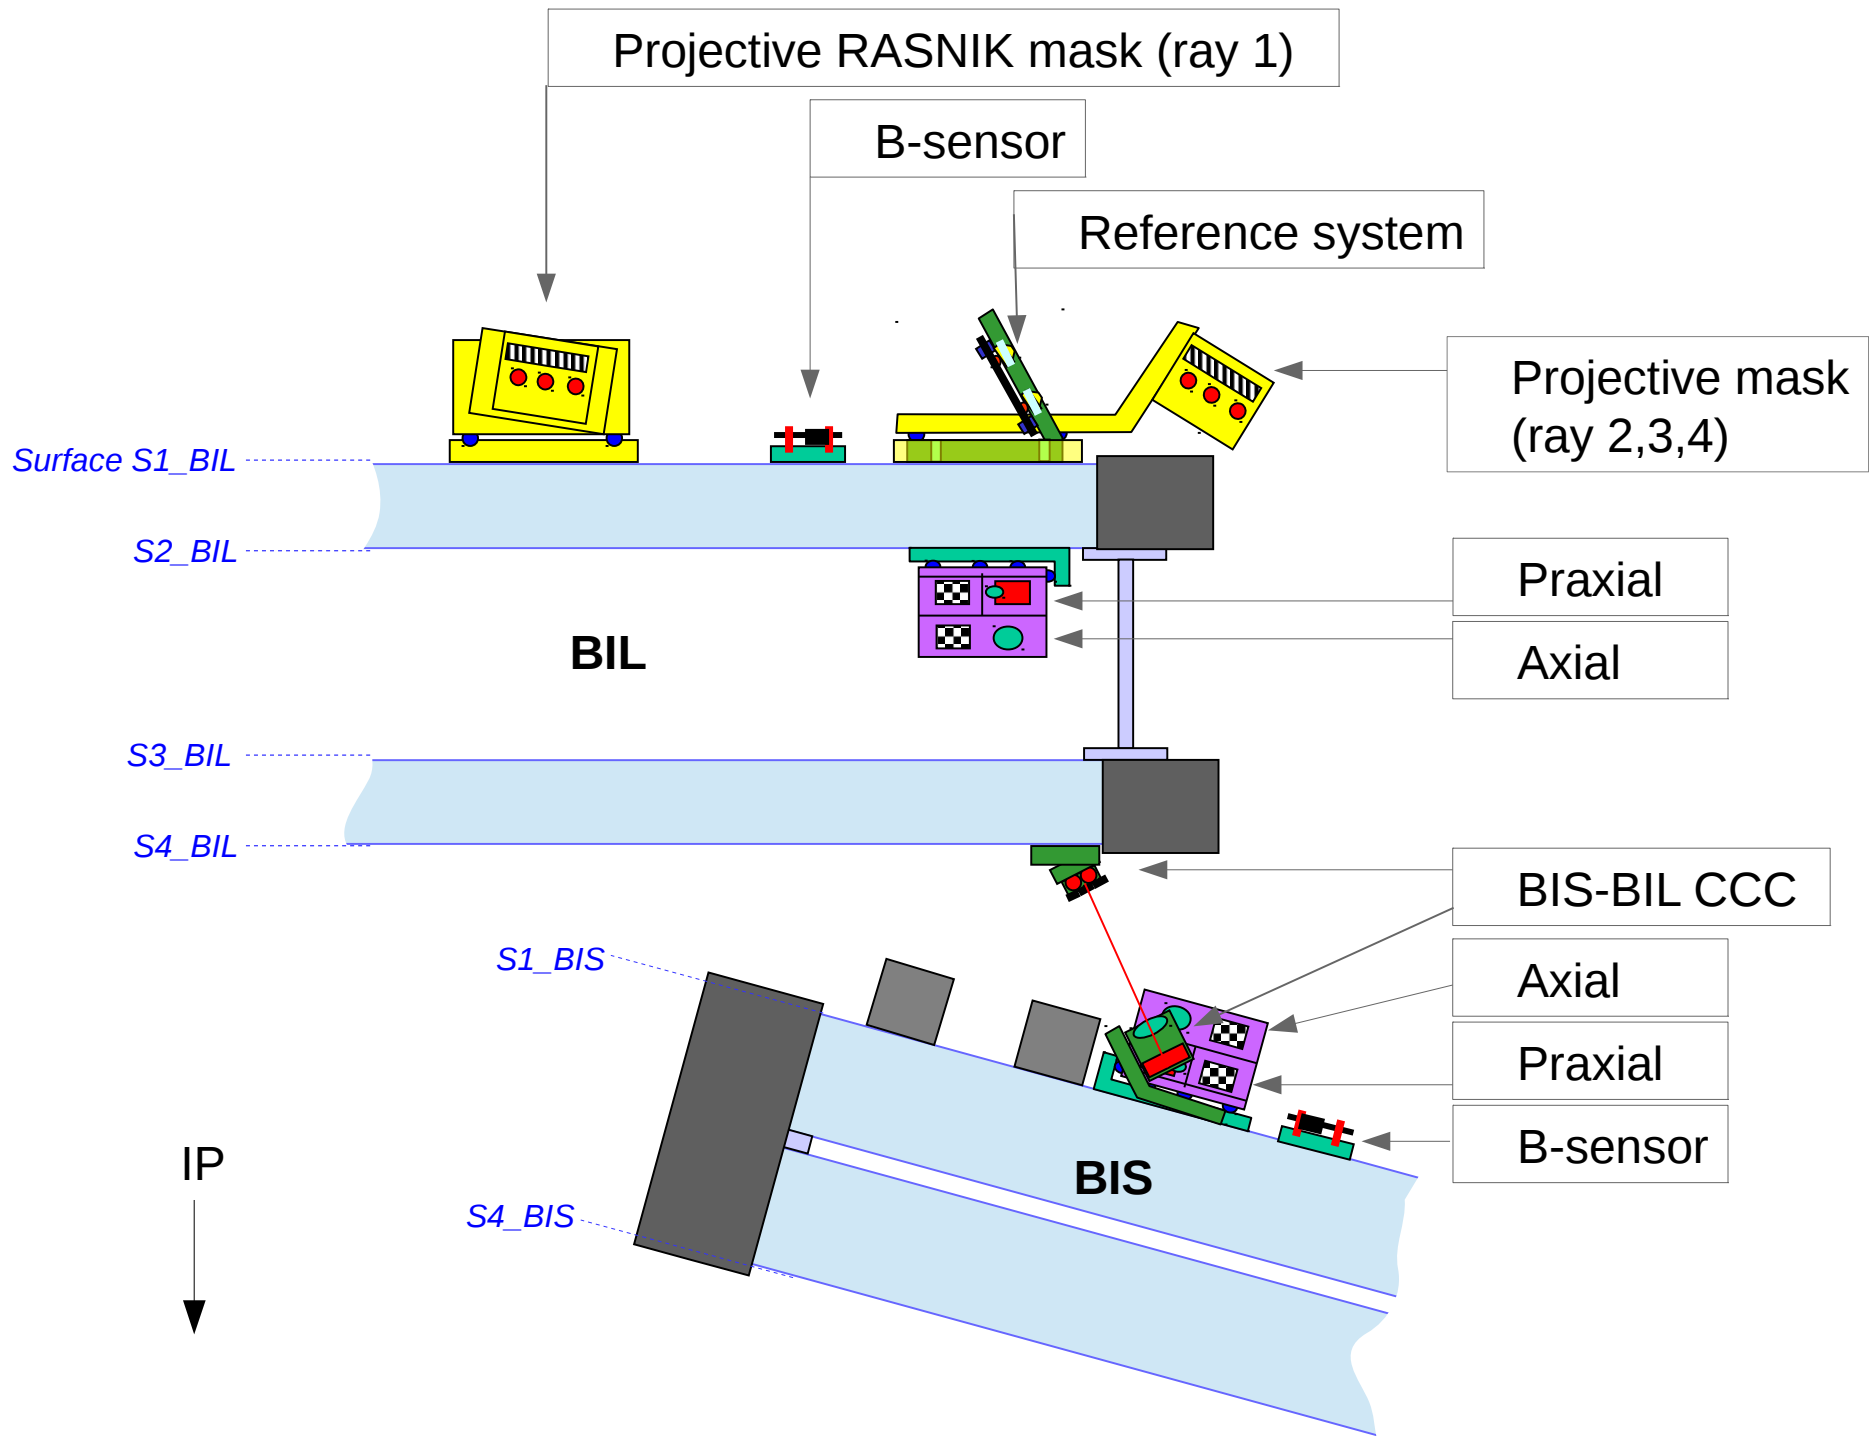 Projective RASNIK mask (ray 1)
B-sensor
Reference system
Projective mask
(ray 2,3,4)
Surface S1_BIL
S2_BIL
Praxial
BIL
Axial
S3_BIL
S4_BIL
BIS-BIL CCC
S1_BIS
Axial
Praxial
B-sensor
IP
BIS
S4_BIS